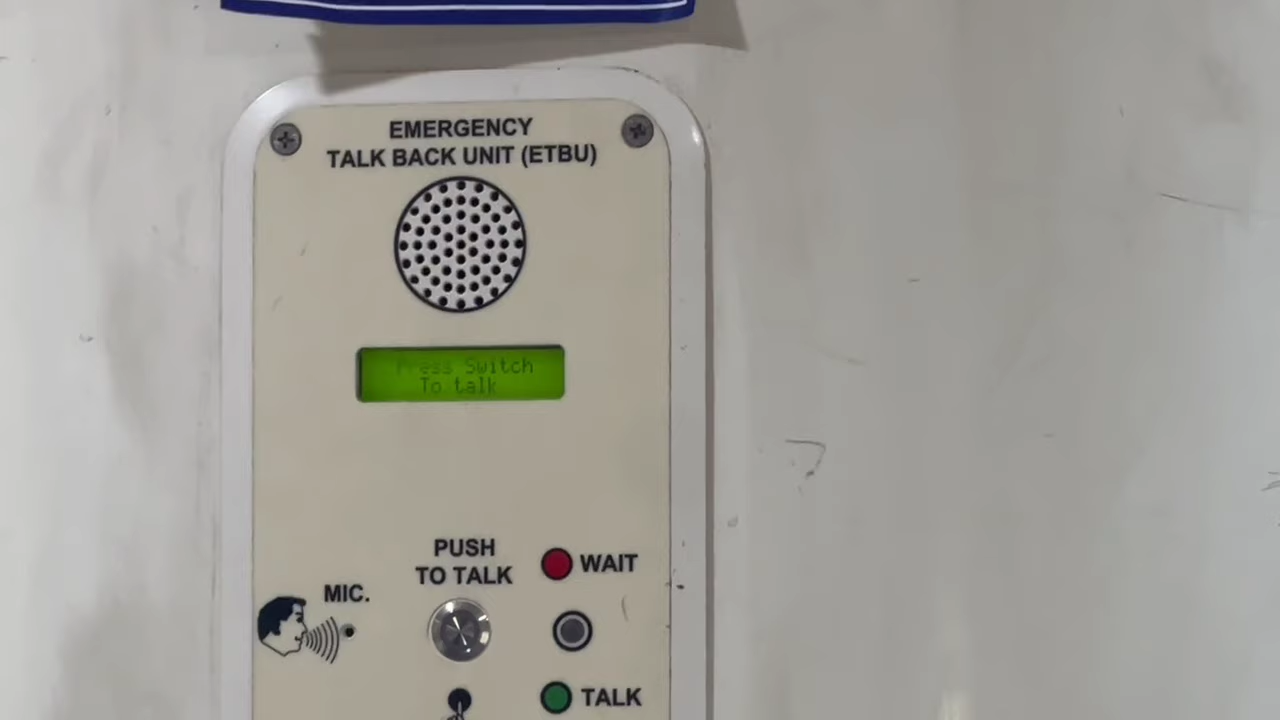 EMERGENCY
TALK BACK UNIT (ETBU)
Press Switch
To talk
PUSH
TO TALK
WAIT
MIC.
TALK